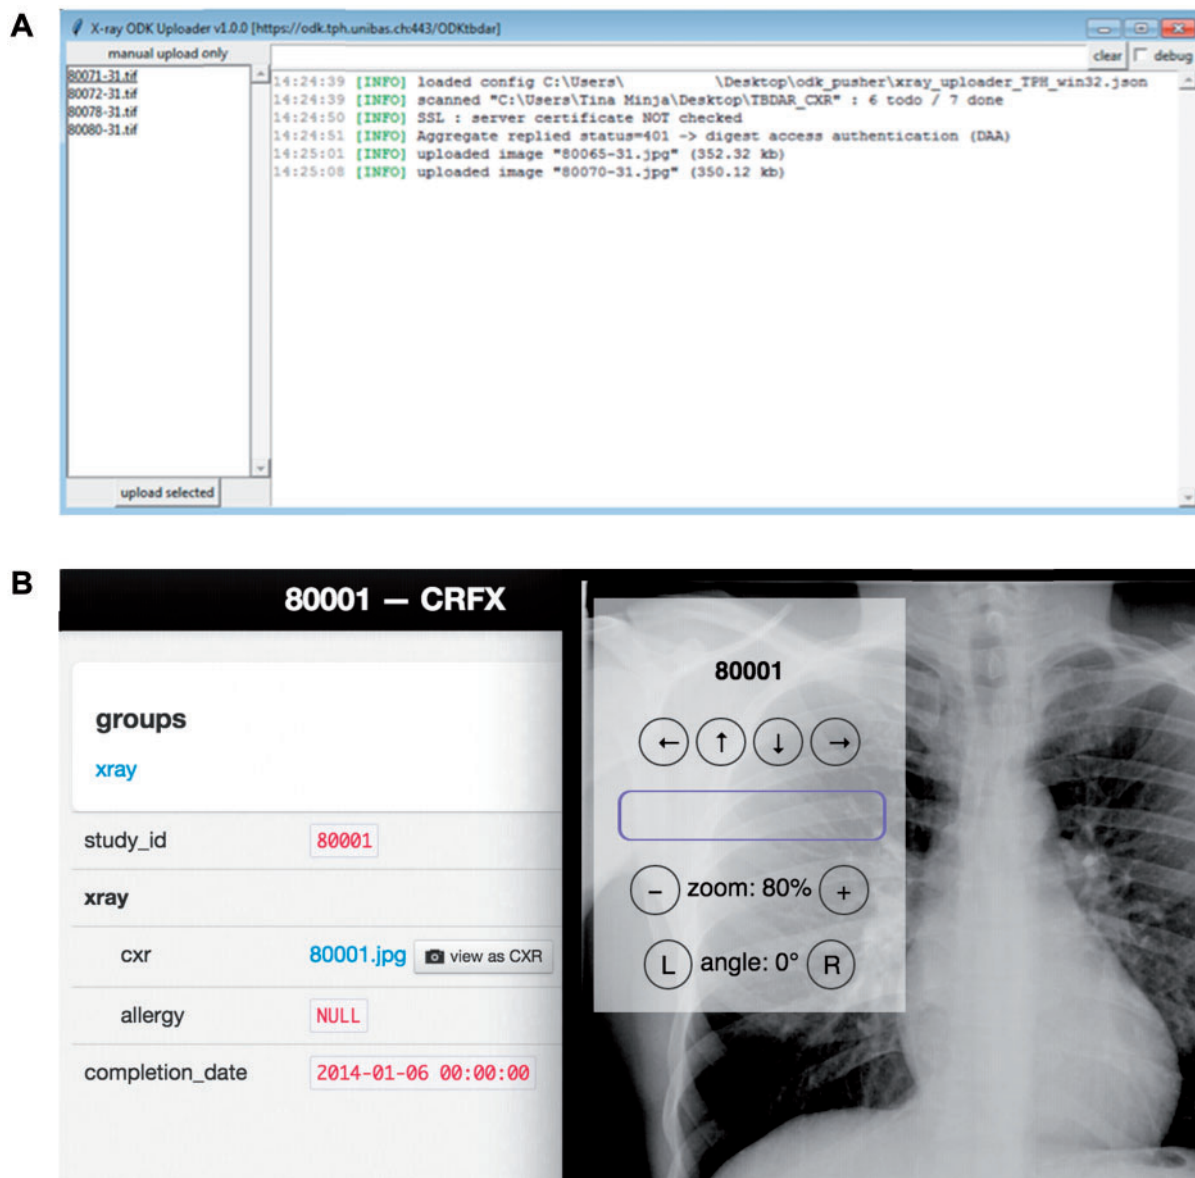 A
X-ray ODK Uploader v1.0.0 [https://odk.tph.unibas.ch:443/ODKtbdar]
manual upload only
clear
debug
80071-31.tif
80072-31.tif
80078-31.tif
80080-31.tif
14:24:39 [INFO] loaded config C:\Users\ \Desktop\odk_pusher\xray_uploader_TPH_win32.json
14:24:39 [INFO] scanned "C:\Users\Tina Minja\Desktop\TBDAR_CXR" : 6 todo / 7 done
14:24:50 [INFO] SSL : server certificate NOT checked
14:24:51 [INFO] Aggregate replied status=401 -> digest access authentication (DAA)
14:25:01 [INFO] uploaded image "80065-31.jpg" (352.32 kb)
14:25:08 [INFO] uploaded image "80070-31.jpg" (350.12 kb)
upload selected
B
80001 — CRFX
groups
xray
study_id 80001
xray
cxr 80001.jpg view as CXR
allergy NULL
completion_date 2014-01-06 00:00:00
80001
← ↑ ↓ →
− zoom: 80% +
L angle: 0° R